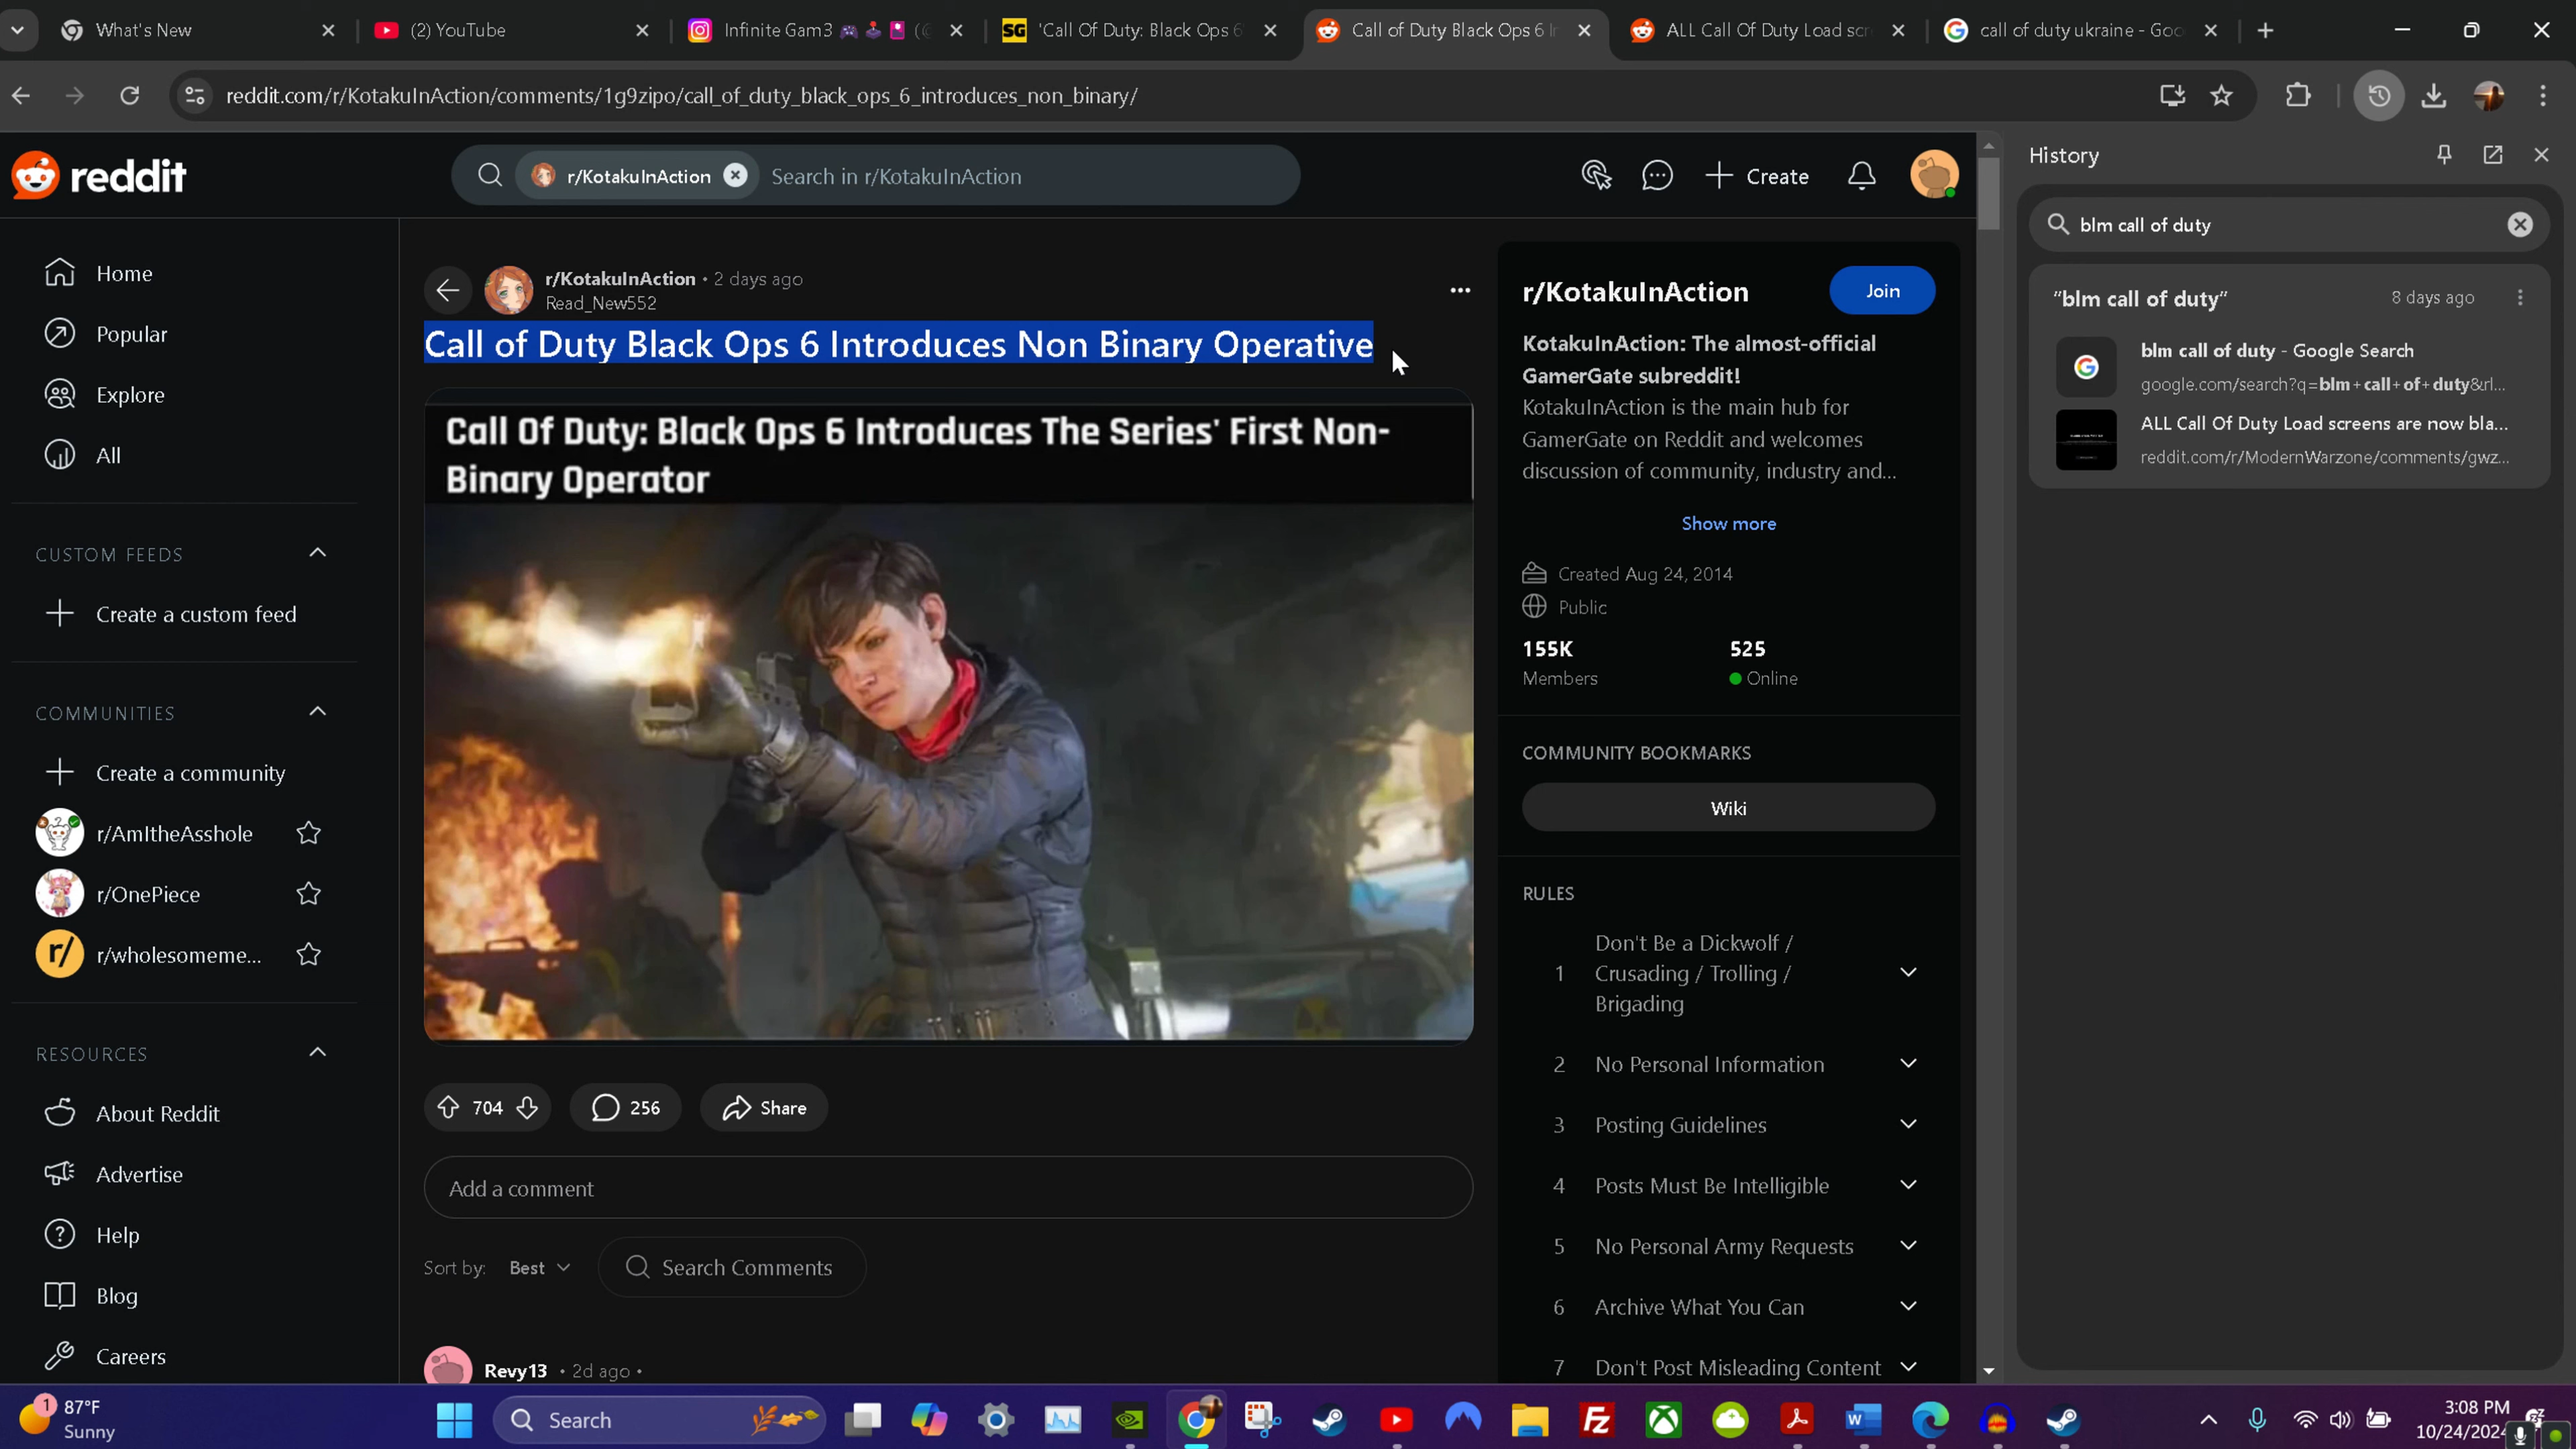 What's New
(2) YouTube
Infinite Gam3 🎮 🕹️
'Call Of Duty: Black Ops 6
Call of Duty Black Ops 6 I
ALL Call Of Duty Load scr
call of duty ukraine - Goo
reddit.com/r/KotakuInAction/comments/1g9zipo/call_of_duty_black_ops_6_introduces_non_binary/
reddit
r/KotakuInAction
Search in r/KotakuInAction
Create
Home
Popular
Explore
All
CUSTOM FEEDS
Create a custom feed
COMMUNITIES
Create a community
r/AmItheAsshole
r/OnePiece
r/
r/wholesomeme...
RESOURCES
About Reddit
Advertise
Help
Blog
Careers
r/KotakuInAction • 2 days ago
Read_New552
Call of Duty Black Ops 6 Introduces Non Binary Operative
Call Of Duty: Black Ops 6 Introduces The Series' First Non-
Binary Operator
704
256
Share
Add a comment
Sort by: Best
Search Comments
Revy13 • 2d ago •
r/KotakuInAction
Join
KotakuInAction: The almost-official
GamerGate subreddit!
KotakuInAction is the main hub for
GamerGate on Reddit and welcomes
discussion of community, industry and...
Show more
Created Aug 24, 2014
Public
155K
Members
525
Online
COMMUNITY BOOKMARKS
Wiki
RULES
1 Don't Be a Dickwolf /
Crusading / Trolling /
Brigading
2 No Personal Information
3 Posting Guidelines
4 Posts Must Be Intelligible
5 No Personal Army Requests
6 Archive What You Can
7 Don't Post Misleading Content
History
blm call of duty
"blm call of duty"
8 days ago
blm call of duty - Google Search
google.com/search?q=blm+call+of+duty&rl...
ALL Call Of Duty Load screens are now bla...
reddit.com/r/ModernWarzone/comments/gwz...
1
87°F
Sunny
Search
3:08 PM